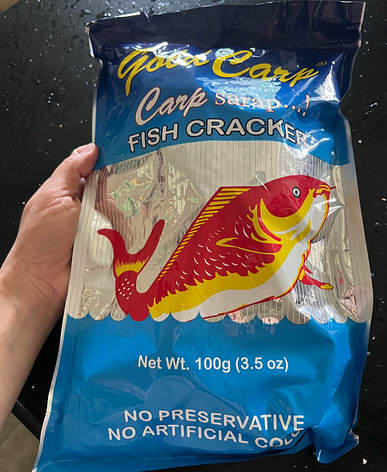 Good Carp®
Carp sarap...!
FISH CRACKER
Net Wt. 100g (3.5 oz)
NO PRESERVATIVE
NO ARTIFICIAL